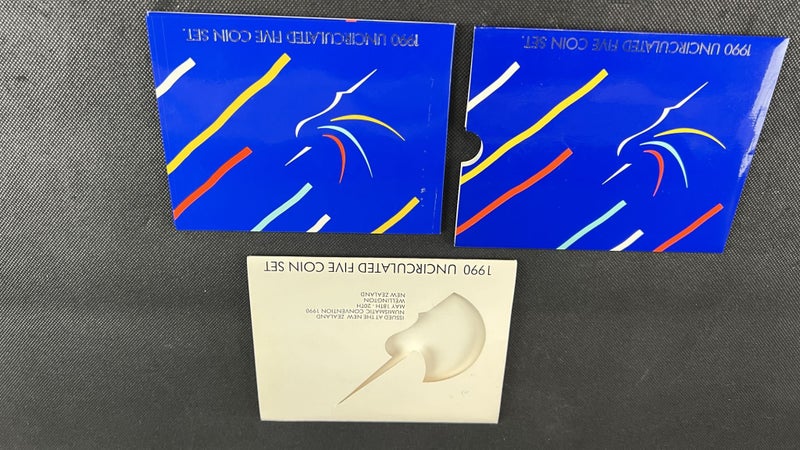 1990 UNCIRCULATED FIVE COIN SET.
1990 UNCIRCULATED FIVE COIN SET.
1990 UNCIRCULATED FIVE COIN SET
ISSUED AT THE NEW ZEALAND
NUMISMATIC CONVENTION 1990
MAY 18TH - 20TH
WELLINGTON
NEW ZEALAND